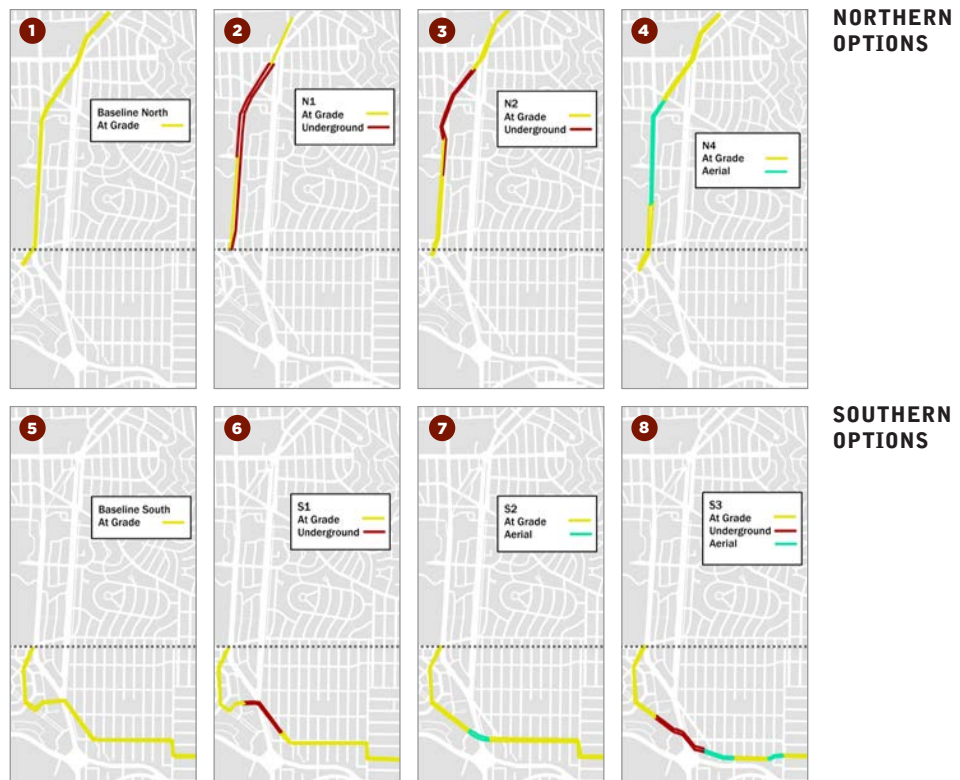 NORTHERN
OPTIONS
1
Baseline North
At Grade
2
N1
At Grade
Underground
3
N2
At Grade
Underground
4
N4
At Grade
Aerial
SOUTHERN
OPTIONS
5
Baseline South
At Grade
6
S1
At Grade
Underground
7
S2
At Grade
Aerial
8
S3
At Grade
Underground
Aerial